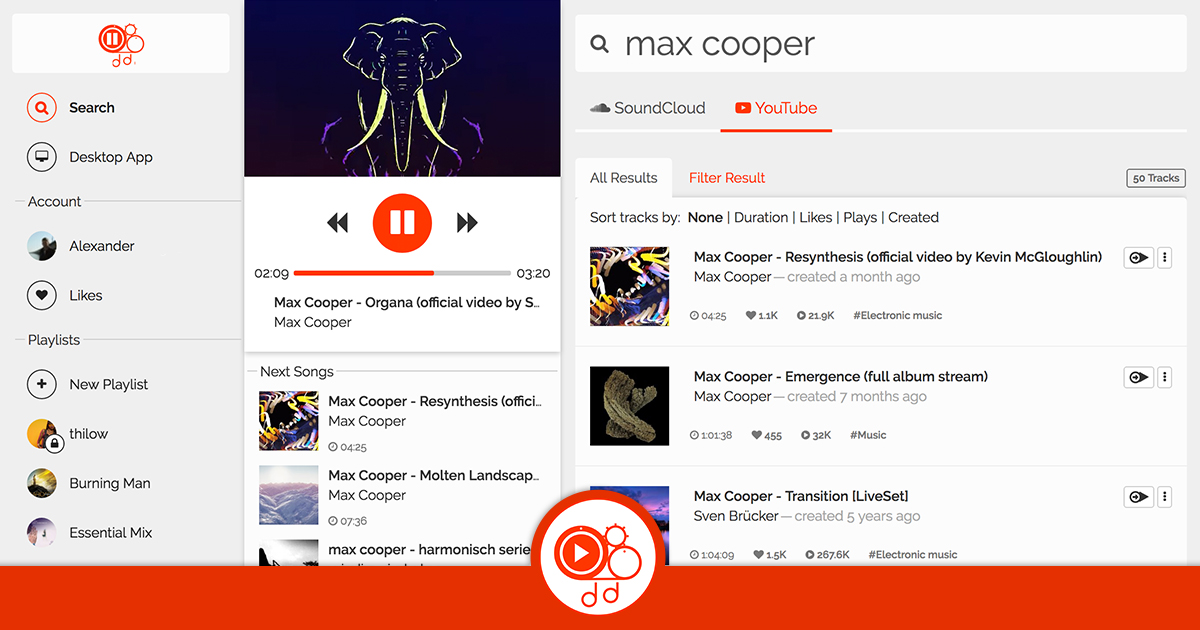 dd.
Search
Desktop App
Account
Alexander
Likes
Playlists
New Playlist
thilow
Burning Man
Essential Mix
02:09
03:20
Max Cooper - Organa (official video by S...
Max Cooper
Next Songs
Max Cooper - Resynthesis (offici...
Max Cooper
04:25
Max Cooper - Molten Landscap...
Max Cooper
07:36
max cooper - harmonisch serie
max cooper
SoundCloud
YouTube
All Results
Filter Result
50 Tracks
Sort tracks by: None | Duration | Likes | Plays | Created
Max Cooper - Resynthesis (official video by Kevin McGloughlin)
Max Cooper — created a month ago
04:25 1.1K 21.9K #Electronic music
Max Cooper - Emergence (full album stream)
Max Cooper — created 7 months ago
1:01:38 455 32K #Music
Max Cooper - Transition [LiveSet]
Sven Brücker — created 5 years ago
1:04:09 1.5K 267.6K #Electronic music
dd